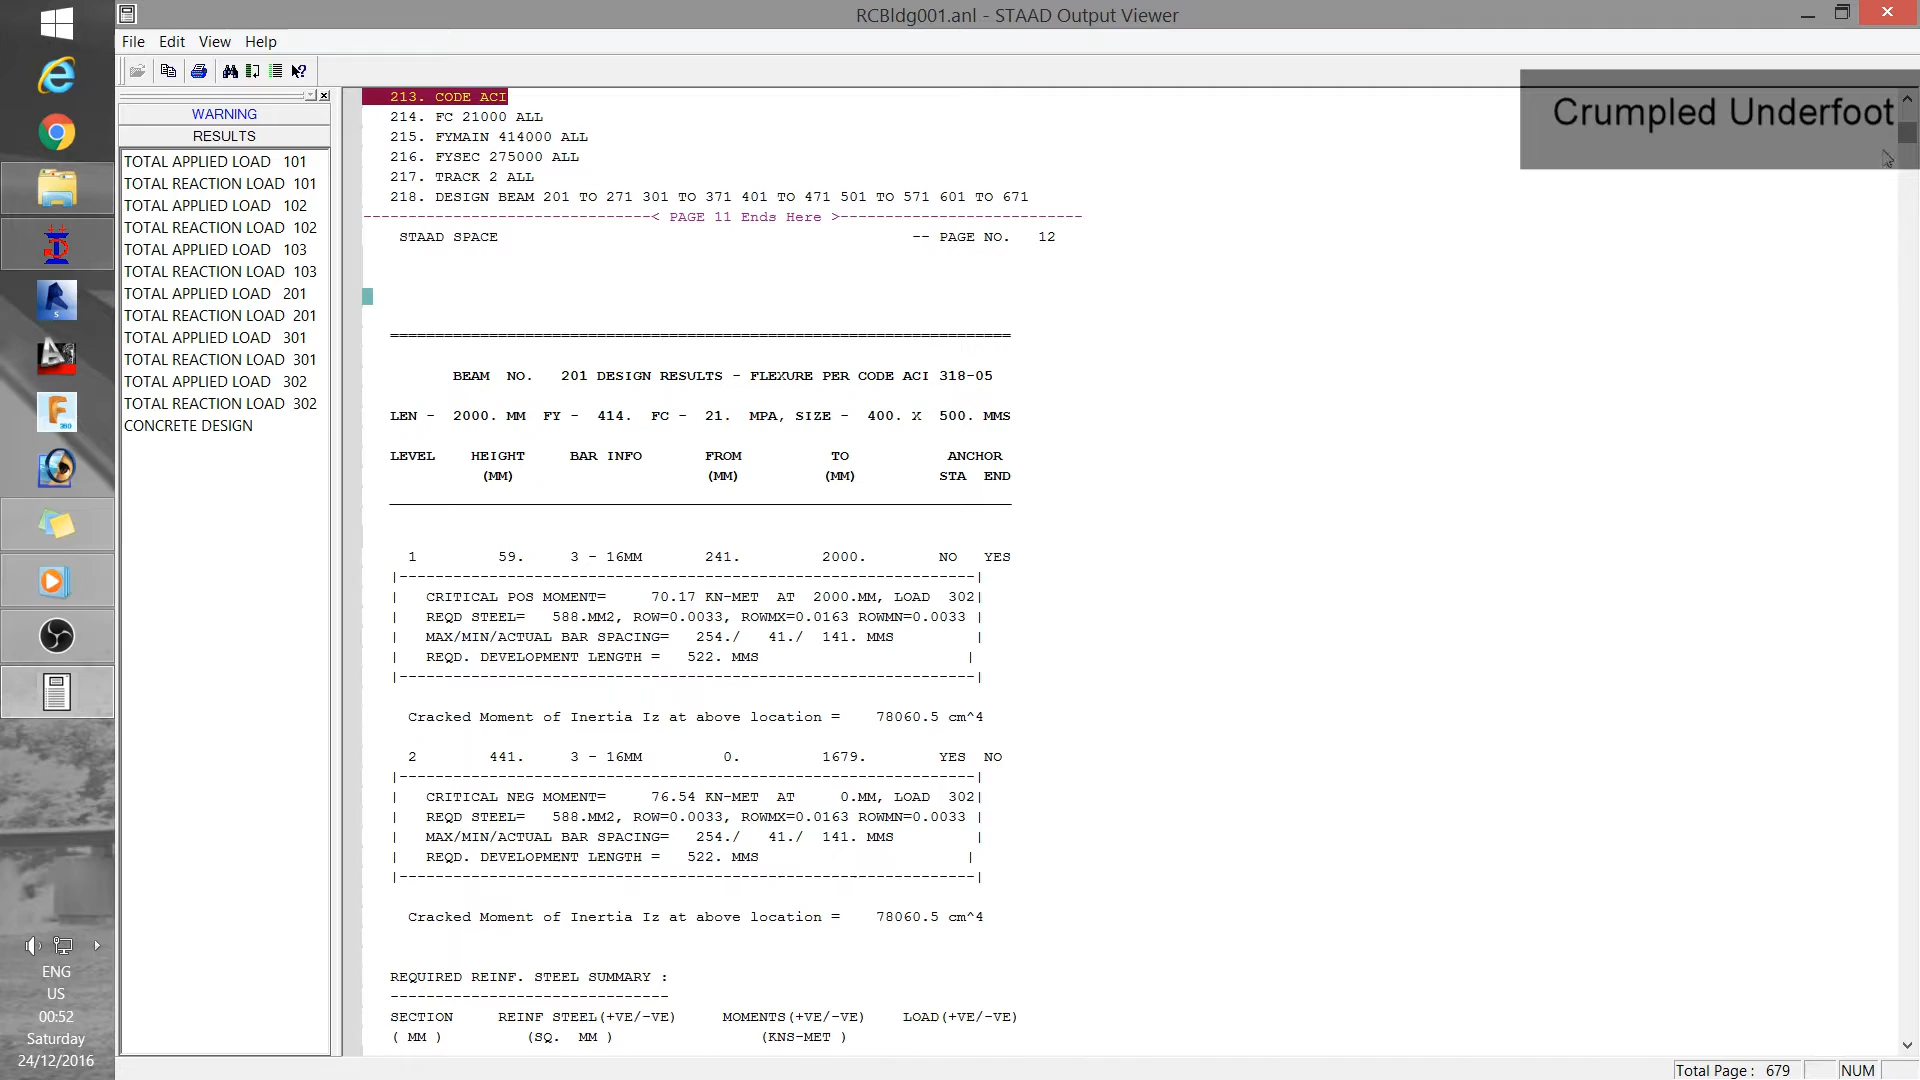 RCBldg001.anl - STAAD Output Viewer
File Edit View Help
Crumpled Underfoot
WARNING
RESULTS
TOTAL APPLIED LOAD 101
TOTAL REACTION LOAD 101
TOTAL APPLIED LOAD 102
TOTAL REACTION LOAD 102
TOTAL APPLIED LOAD 103
TOTAL REACTION LOAD 103
TOTAL APPLIED LOAD 201
TOTAL REACTION LOAD 201
TOTAL APPLIED LOAD 301
TOTAL REACTION LOAD 301
TOTAL APPLIED LOAD 302
TOTAL REACTION LOAD 302
CONCRETE DESIGN
213. CODE ACI
214. FC 21000 ALL
215. FYMAIN 414000 ALL
216. FYSEC 275000 ALL
217. TRACK 2 ALL
218. DESIGN BEAM 201 TO 271 301 TO 371 401 TO 471 501 TO 571 601 TO 671
--------------------------------< PAGE 11 Ends Here >---------------------------
STAAD SPACE -- PAGE NO. 12
=====================================================================
BEAM NO. 201 DESIGN RESULTS - FLEXURE PER CODE ACI 318-05
LEN - 2000. MM FY - 414. FC - 21. MPA, SIZE - 400. X 500. MMS
LEVEL HEIGHT BAR INFO FROM TO ANCHOR
(MM) (MM) (MM) STA END
_____________________________________________________________________
1 59. 3 - 16MM 241. 2000. NO YES
|----------------------------------------------------------------|
| CRITICAL POS MOMENT= 70.17 KN-MET AT 2000.MM, LOAD 302|
| REQD STEEL= 588.MM2, ROW=0.0033, ROWMX=0.0163 ROWMN=0.0033 |
| MAX/MIN/ACTUAL BAR SPACING= 254./ 41./ 141. MMS |
| REQD. DEVELOPMENT LENGTH = 522. MMS |
|----------------------------------------------------------------|
Cracked Moment of Inertia Iz at above location = 78060.5 cm^4
2 441. 3 - 16MM 0. 1679. YES NO
|----------------------------------------------------------------|
| CRITICAL NEG MOMENT= 76.54 KN-MET AT 0.MM, LOAD 302|
| REQD STEEL= 588.MM2, ROW=0.0033, ROWMX=0.0163 ROWMN=0.0033 |
| MAX/MIN/ACTUAL BAR SPACING= 254./ 41./ 141. MMS |
| REQD. DEVELOPMENT LENGTH = 522. MMS |
|----------------------------------------------------------------|
Cracked Moment of Inertia Iz at above location = 78060.5 cm^4
REQUIRED REINF. STEEL SUMMARY :
-------------------------------
SECTION REINF STEEL(+VE/-VE) MOMENTS(+VE/-VE) LOAD(+VE/-VE)
( MM ) (SQ. MM ) (KNS-MET )
ENG
US
00:52
Saturday
24/12/2016
Total Page : 679 NUM